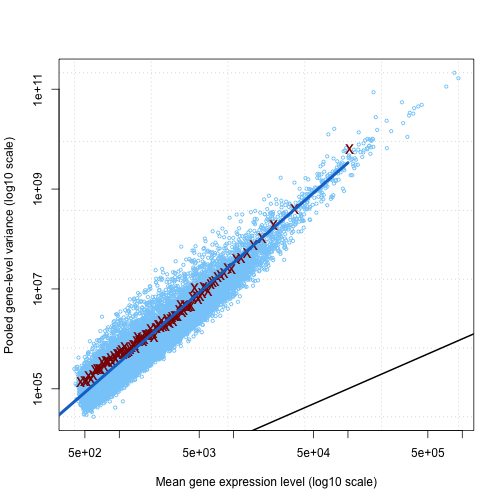 Pooled gene-level variance (log10 scale)
1e+11
1e+09
1e+07
1e+05
5e+02 5e+03 5e+04 5e+05
Mean gene expression level (log10 scale)